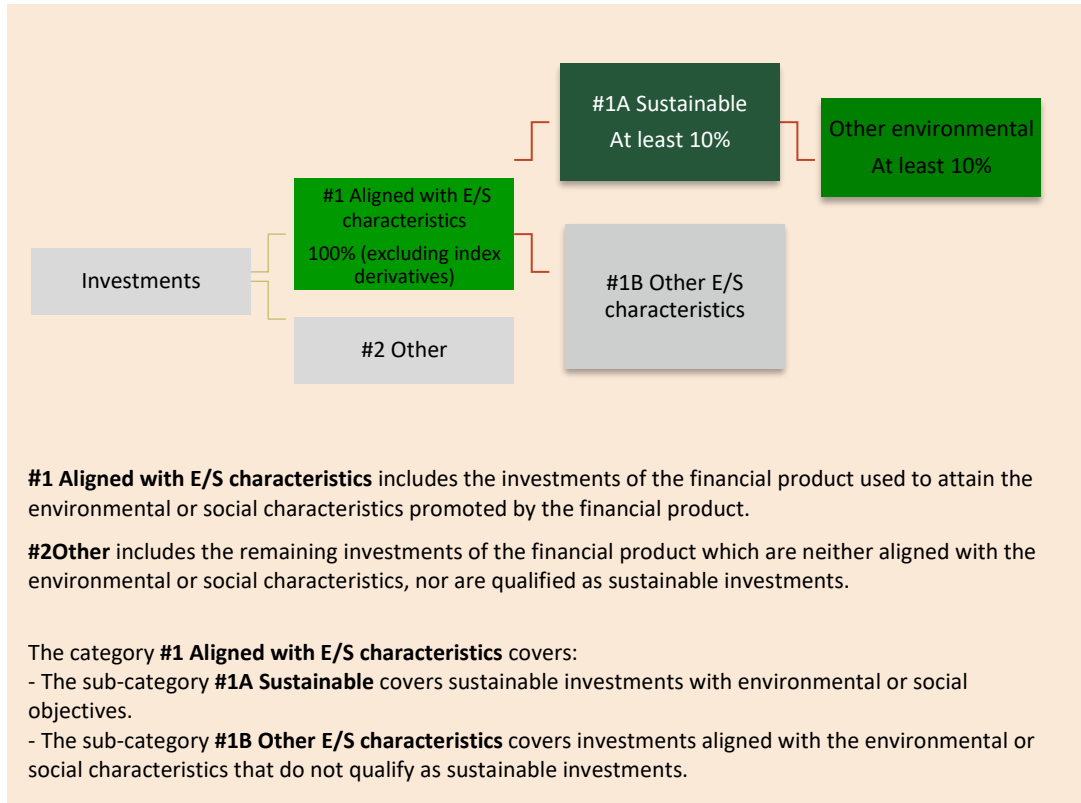 #1A Sustainable
At least 10%
Other environmental
At least 10%
#1 Aligned with E/S
characteristics
100% (excluding index
derivatives)
Investments
#1B Other E/S
characteristics
#2 Other
#1 Aligned with E/S characteristics includes the investments of the financial product used to attain the
environmental or social characteristics promoted by the financial product.
#2Other includes the remaining investments of the financial product which are neither aligned with the
environmental or social characteristics, nor are qualified as sustainable investments.
The category #1 Aligned with E/S characteristics covers:
- The sub-category #1A Sustainable covers sustainable investments with environmental or social
objectives.
- The sub-category #1B Other E/S characteristics covers investments aligned with the environmental or
social characteristics that do not qualify as sustainable investments.